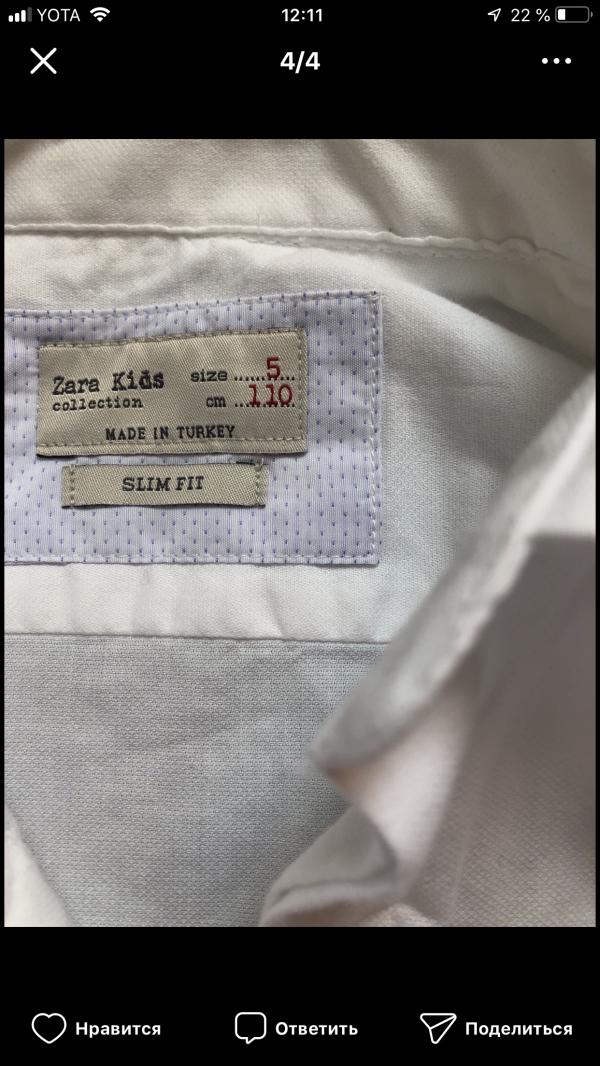 YOTA 12:11 22 %
4/4
Zara Kids size ......5...
collection cm ...110
MADE IN TURKEY
SLIM FIT
Нравится Ответить Поделиться